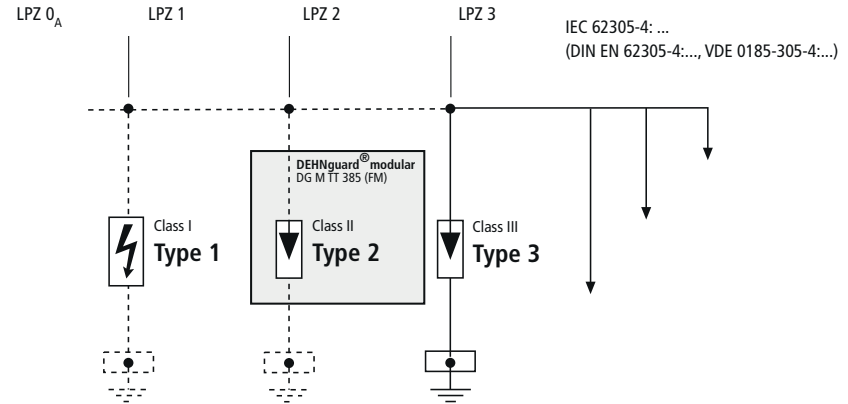 LPZ 0A LPZ 1 LPZ 2 LPZ 3
IEC 62305-4: ...
(DIN EN 62305-4:..., VDE 0185-305-4:...)
DEHNguard® modular
DG M TT 385 (FM)
Class I
Type 1
Class II
Type 2
Class III
Type 3